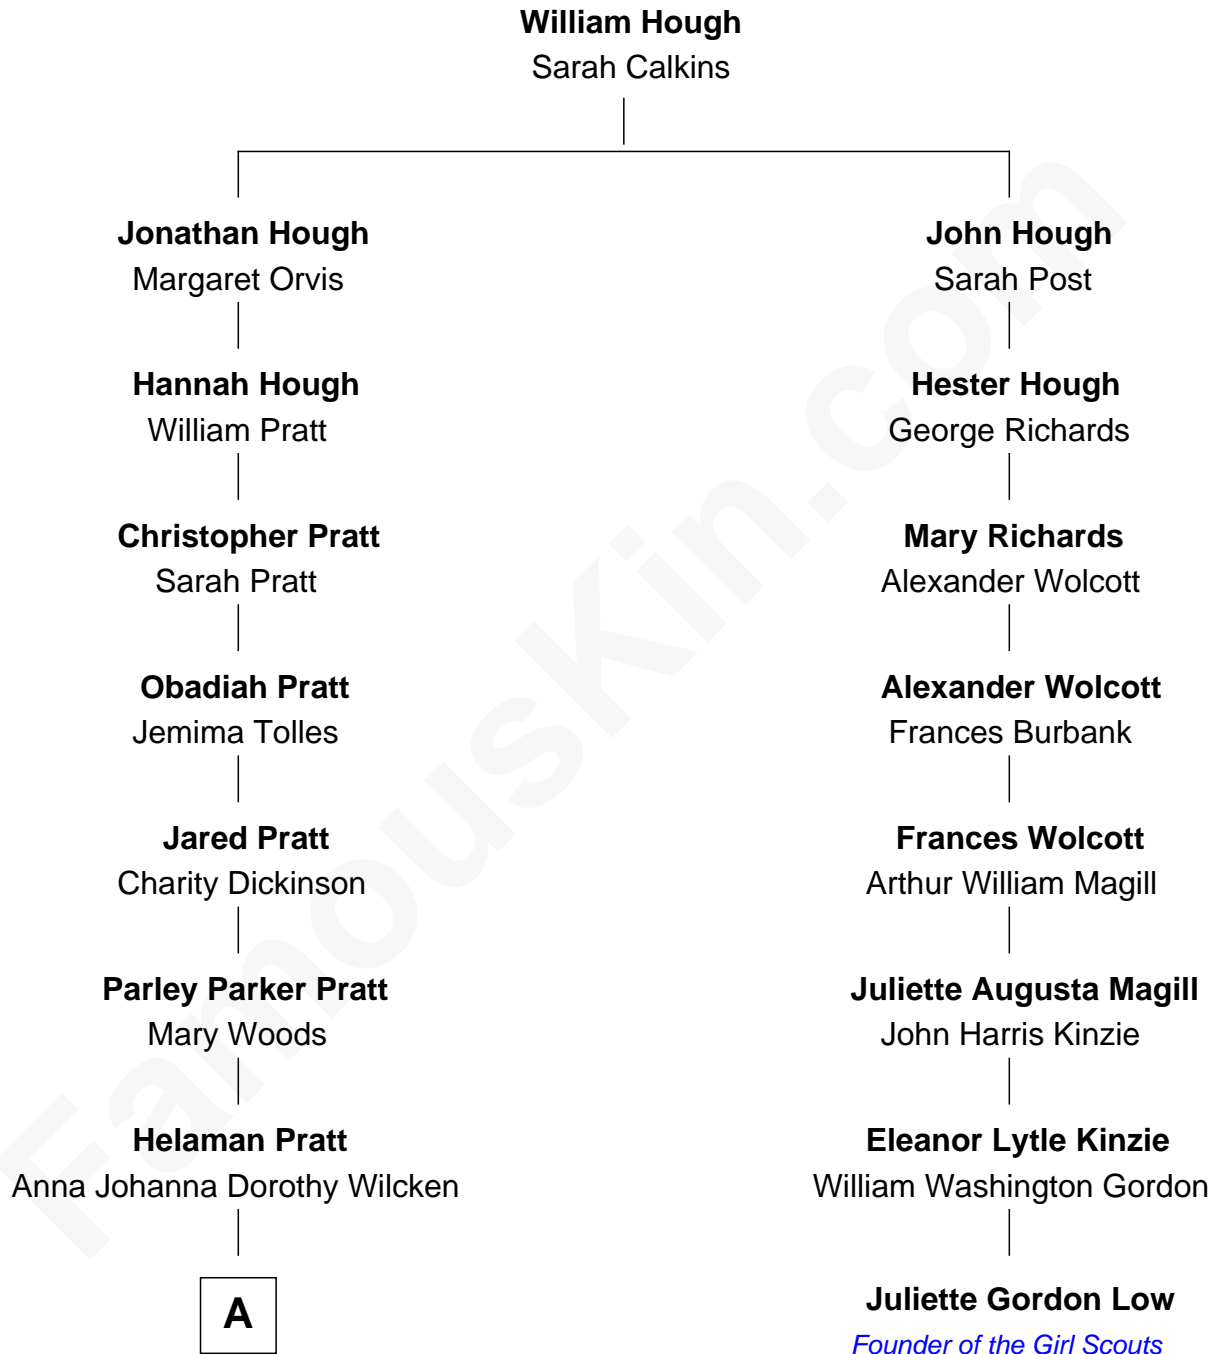 William Hough
Sarah Calkins
Jonathan Hough
Margaret Orvis
Hannah Hough
William Pratt
Christopher Pratt
Sarah Pratt
Obadiah Pratt
Jemima Tolles
Jared Pratt
Charity Dickinson
Parley Parker Pratt
Mary Woods
Helaman Pratt
Anna Johanna Dorothy Wilcken
A
John Hough
Sarah Post
Hester Hough
George Richards
Mary Richards
Alexander Wolcott
Alexander Wolcott
Frances Burbank
Frances Wolcott
Arthur William Magill
Juliette Augusta Magill
John Harris Kinzie
Eleanor Lytle Kinzie
William Washington Gordon
Juliette Gordon Low
Founder of the Girl Scouts
FamousKin.com